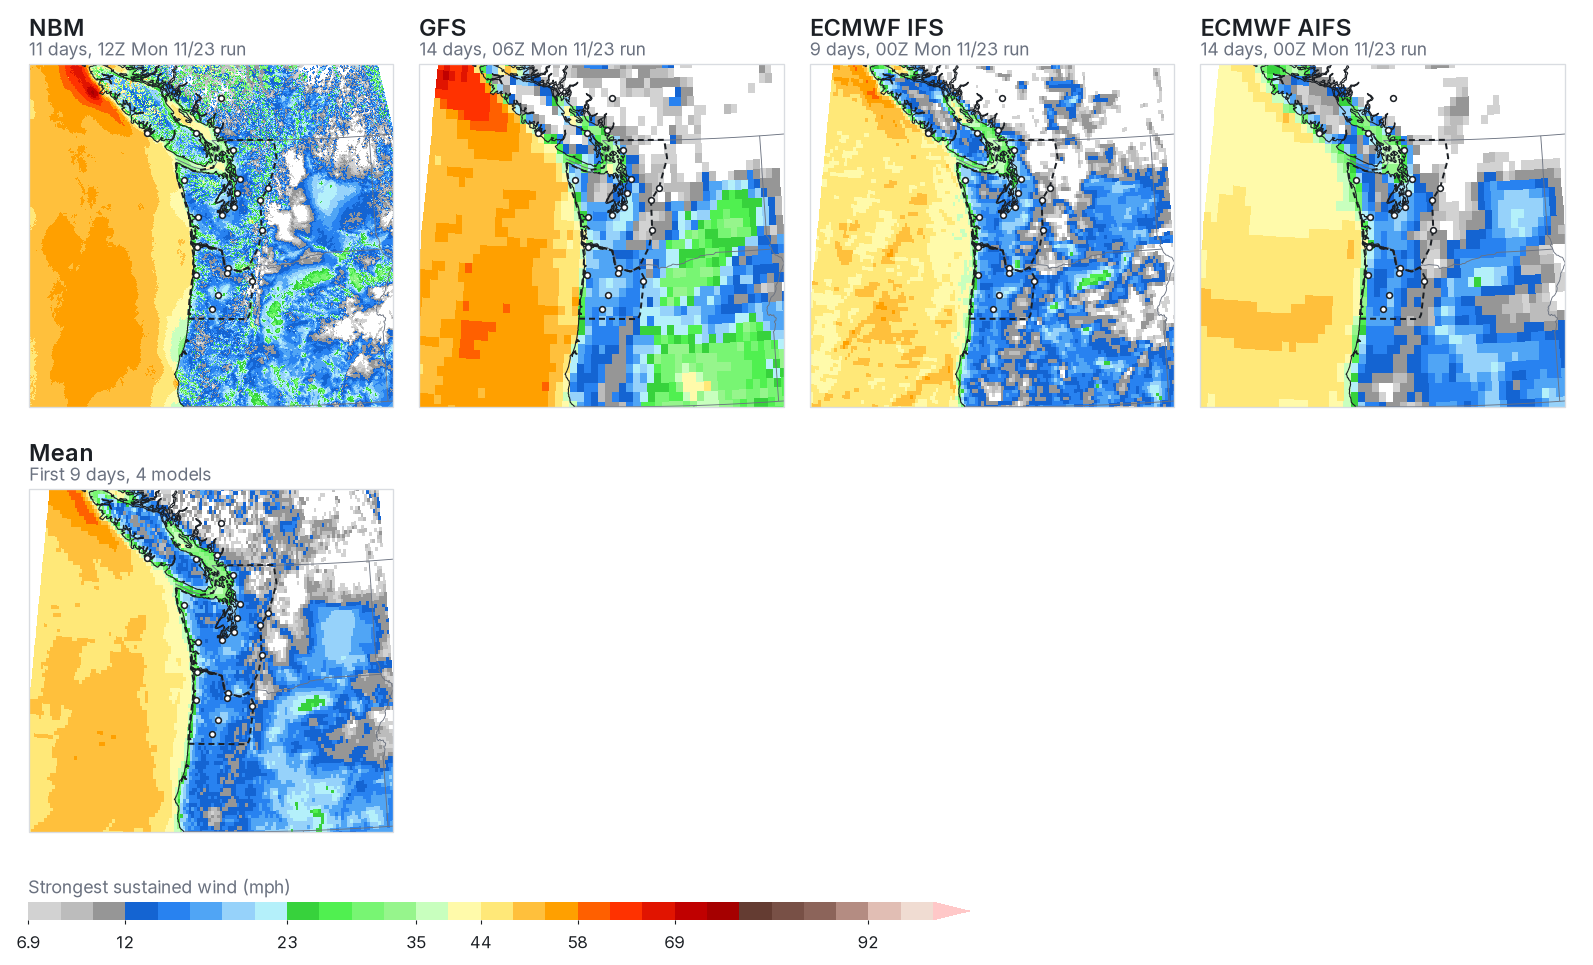 NBM
11 days, 12Z Mon 11/23 run
GFS
14 days, 06Z Mon 11/23 run
ECMWF IFS
9 days, 00Z Mon 11/23 run
ECMWF AIFS
14 days, 00Z Mon 11/23 run
Mean
First 9 days, 4 models
Strongest sustained wind (mph)
6.9 12 23 35 44 58 69 92